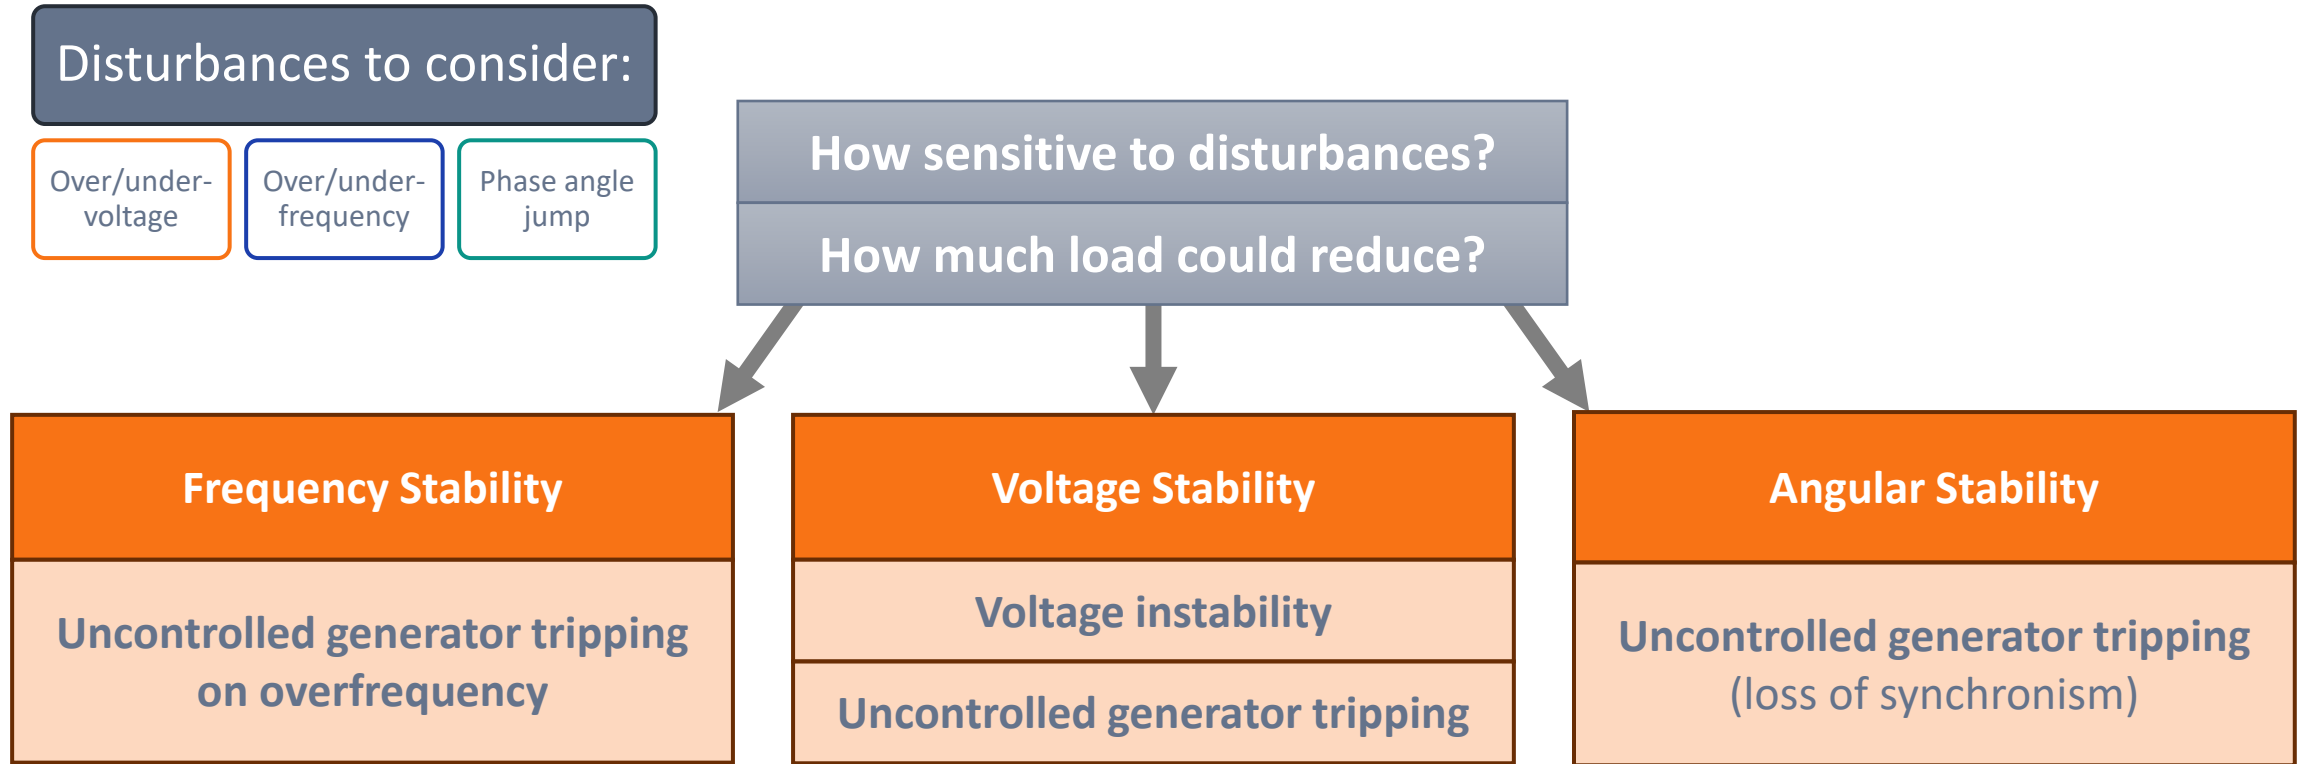 Disturbances to consider:
Over/under-
voltage
Over/under-
frequency
Phase angle
jump
How sensitive to disturbances?
How much load could reduce?
Frequency Stability
Uncontrolled generator tripping
on overfrequency
Voltage Stability
Voltage instability
Uncontrolled generator tripping
Angular Stability
Uncontrolled generator tripping
(loss of synchronism)